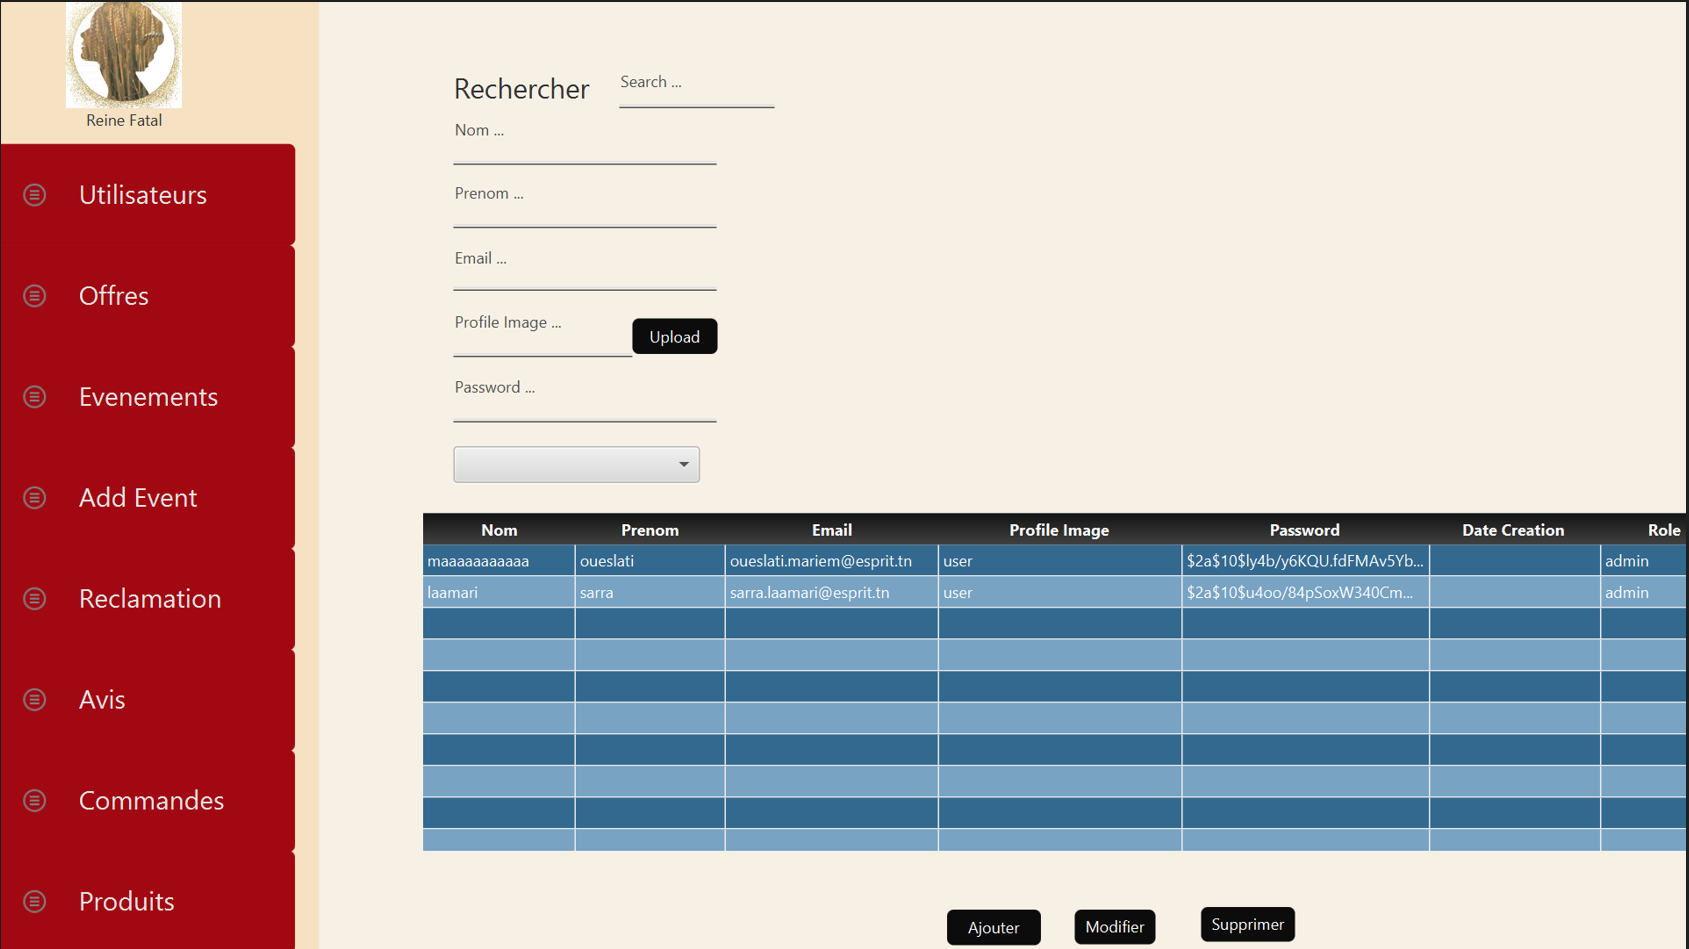 Reine Fatal
Utilisateurs
Offres
Evenements
Add Event
Reclamation
Avis
Commandes
Produits
Rechercher Search ...
Nom ...
Prenom ...
Email ...
Profile Image ... Upload
Password ...
Nom Prenom Email Profile Image Password Date Creation Role
maaaaaaaaaaa oueslati oueslati.mariem@esprit.tn user $2a$10$ly4b/y6KQU.fdFMAv5Yb... admin
laamari sarra sarra.laamari@esprit.tn user $2a$10$u4oo/84pSoxW340Cm... admin
Ajouter Modifier Supprimer